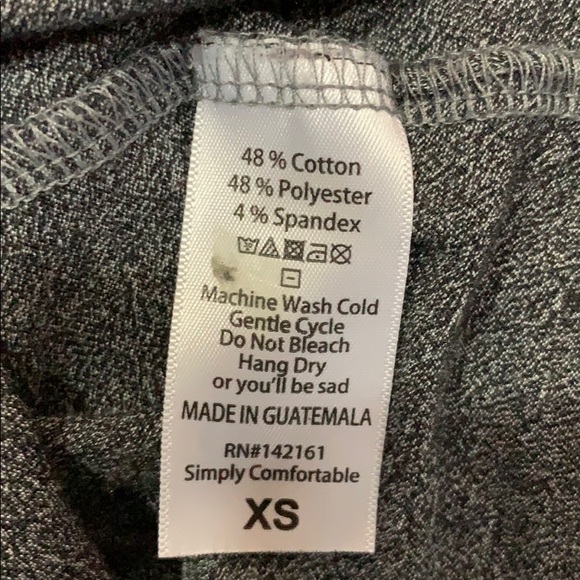 48 % Cotton
48 % Polyester
4 % Spandex
Machine Wash Cold
Gentle Cycle
Do Not Bleach
Hang Dry
or you'll be sad
MADE IN GUATEMALA
RN#142161
Simply Comfortable
XS